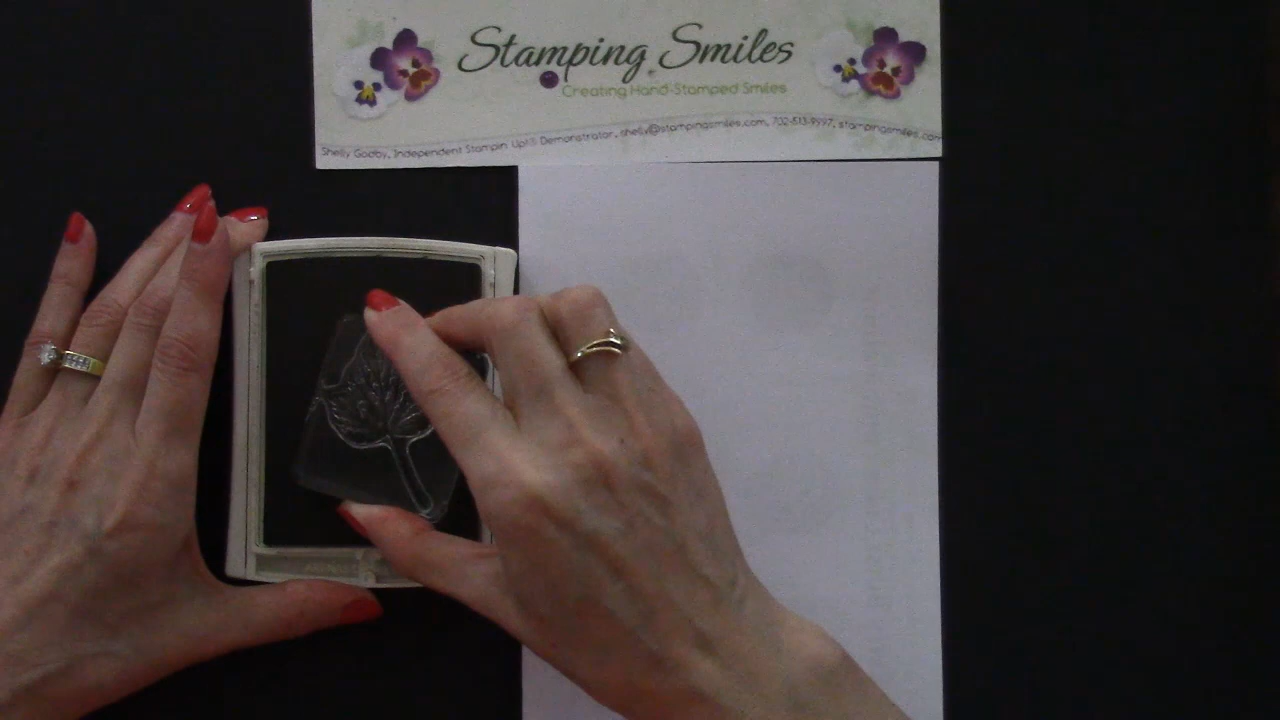 Stamping Smiles
Creating Hand-Stamped Smiles
Shelly Godby, Independent Stampin' Up!® Demonstrator, shelly@stampingsmiles.com, 702-513-9997, stampingsmiles.com